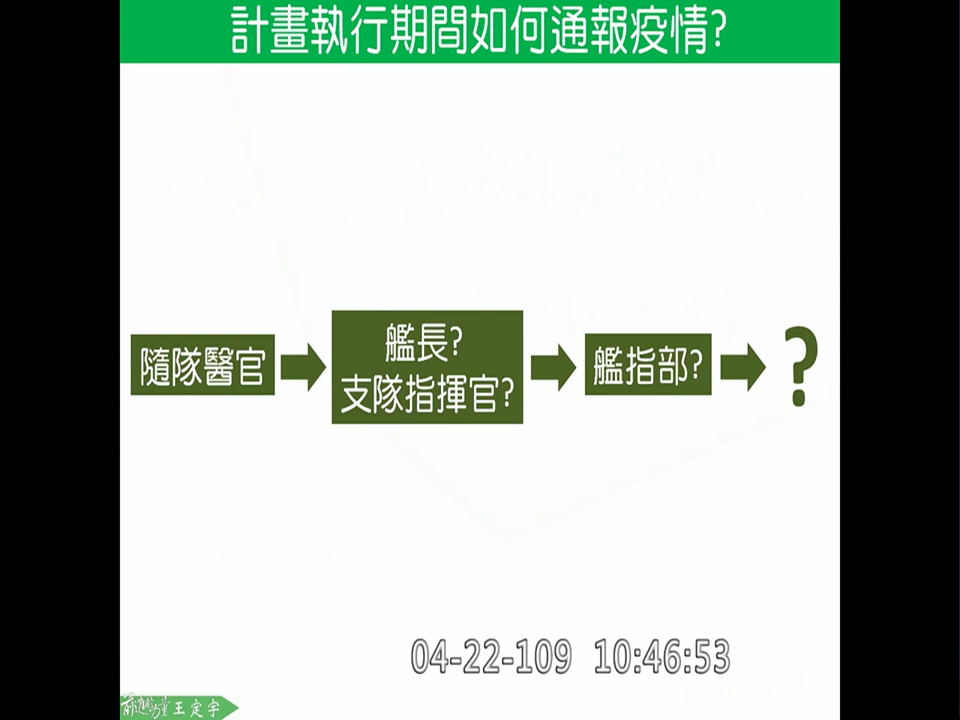 計畫執行期間如何通報疫情?
隨隊醫官
艦長?
支隊指揮官?
艦指部?
?
04-22-109 10:46:53
王定宇